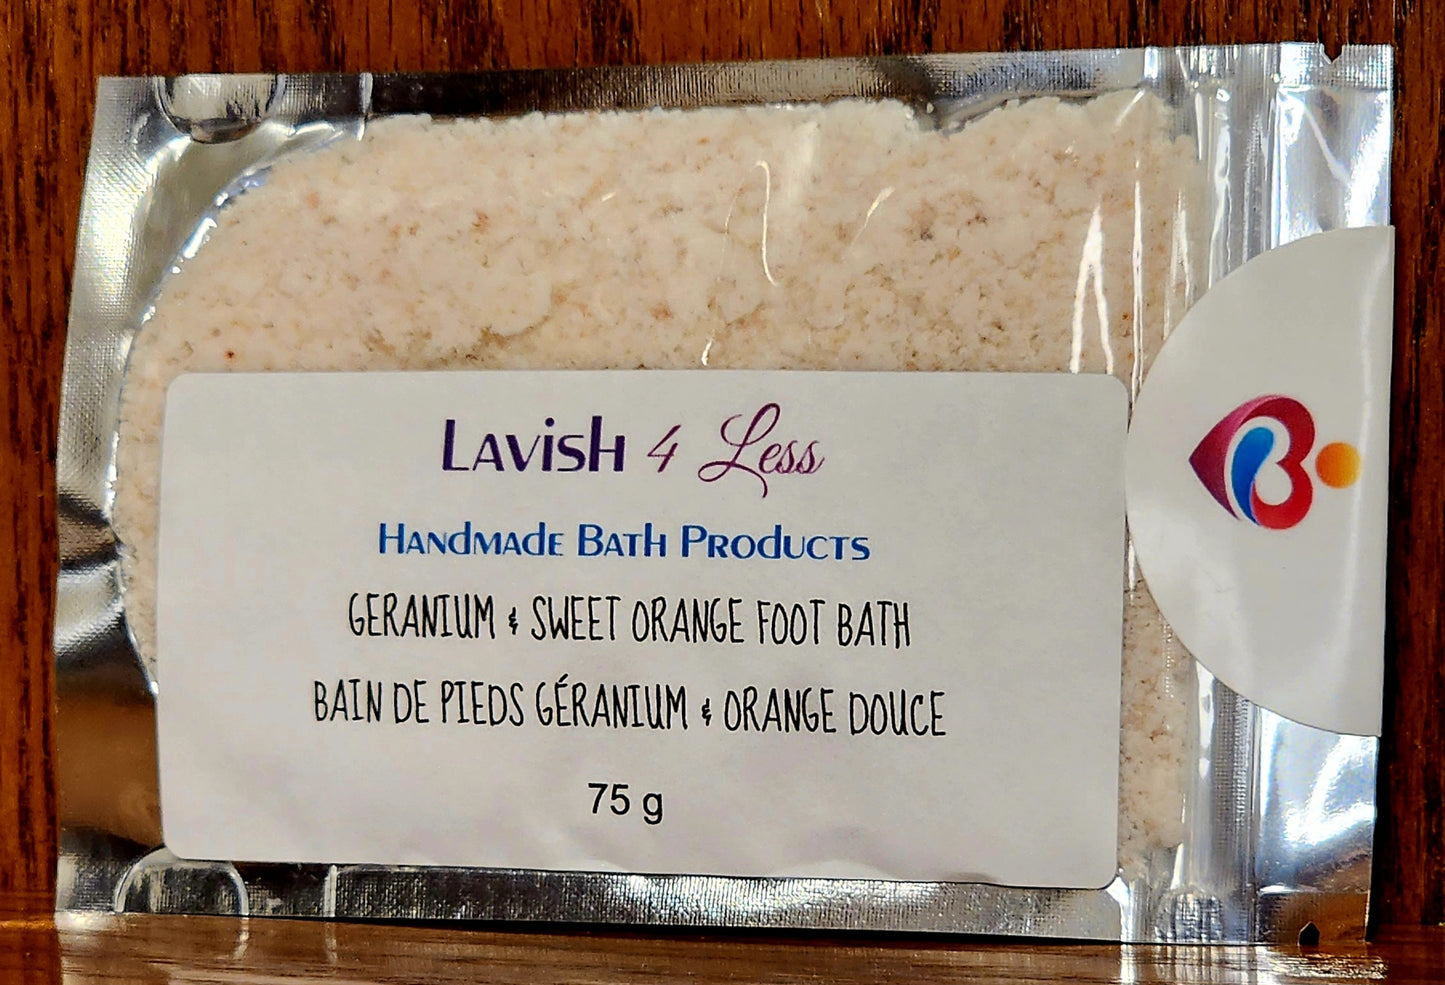 Lavish 4 Less
Handmade Bath Products
GERANIUM & SWEET ORANGE FOOT BATH
BAIN DE PIEDS GÉRANIUM & ORANGE DOUCE
75 g